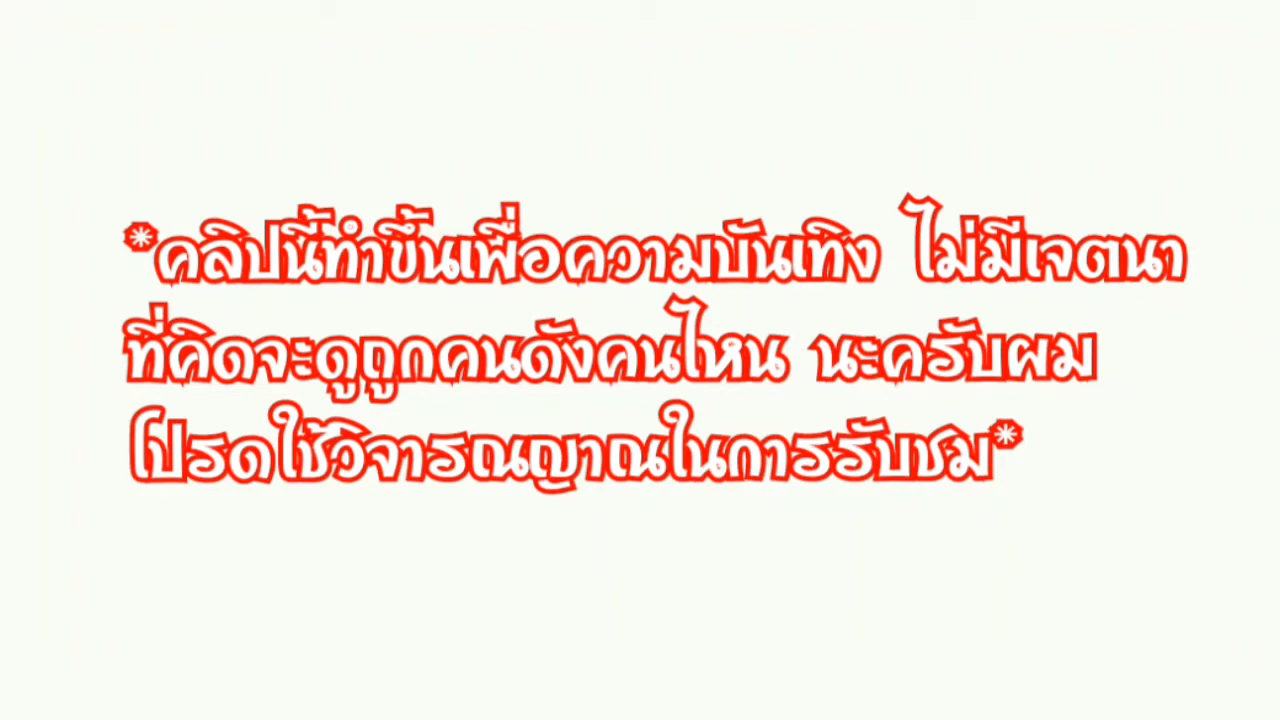 *คลิปนี้ทำขึ้นเพื่อความบันเทิง ไม่มีเจตนา
ที่คิดจะดูถูกคนดังคนไหน นะครับผม
โปรดใช้วิจารณญาณในการรับชม*